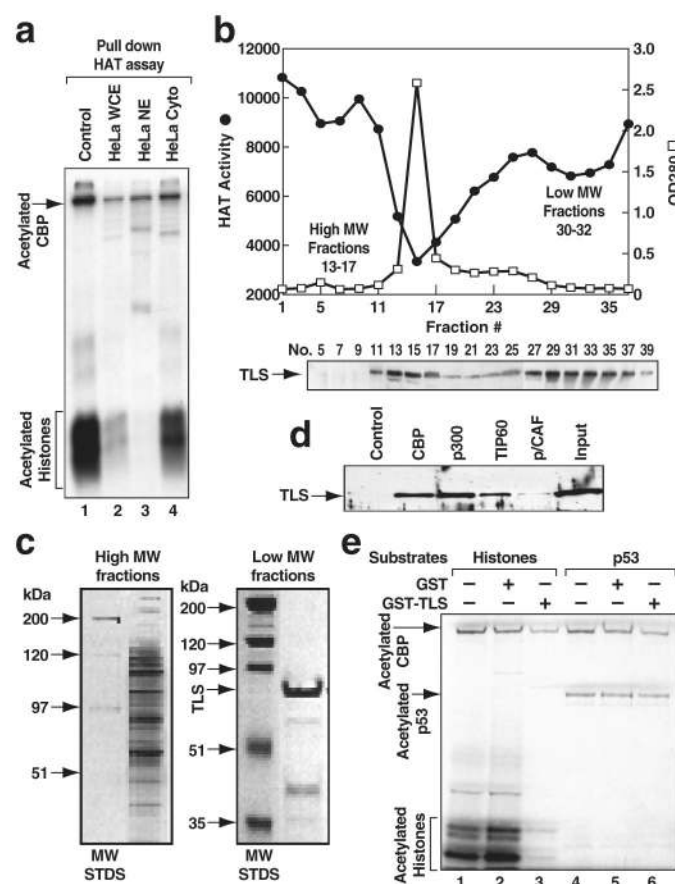 a
Pull down
HAT assay
Control
HeLa WCE
HeLa NE
HeLa Cyto
Acetylated
CBP
Acetylated
Histones
1 2 3 4
b
12000
10000
8000
6000
4000
2000
HAT Activity
3.0
2.5
2.0
1.5
1.0
0.5
0
OD280
High MW
Fractions
13-17
Low MW
Fractions
30-32
1 5 11 17 23 29 35
Fraction #
No. 5 7 9 11 13 15 17 19 21 23 25 27 29 31 33 35 37 39
TLS
d
Control
CBP
p300
TIP60
p/CAF
Input
TLS
c
High MW
fractions
kDa
200
120
97
51
MW
STDS
Low MW
fractions
kDa
200
120
97
TLS
51
35
MW
STDS
e
Substrates Histones p53
GST – + – – + –
GST-TLS – – + – – +
Acetylated
CBP
Acetylated
p53
Acetylated
Histones
1 2 3 4 5 6